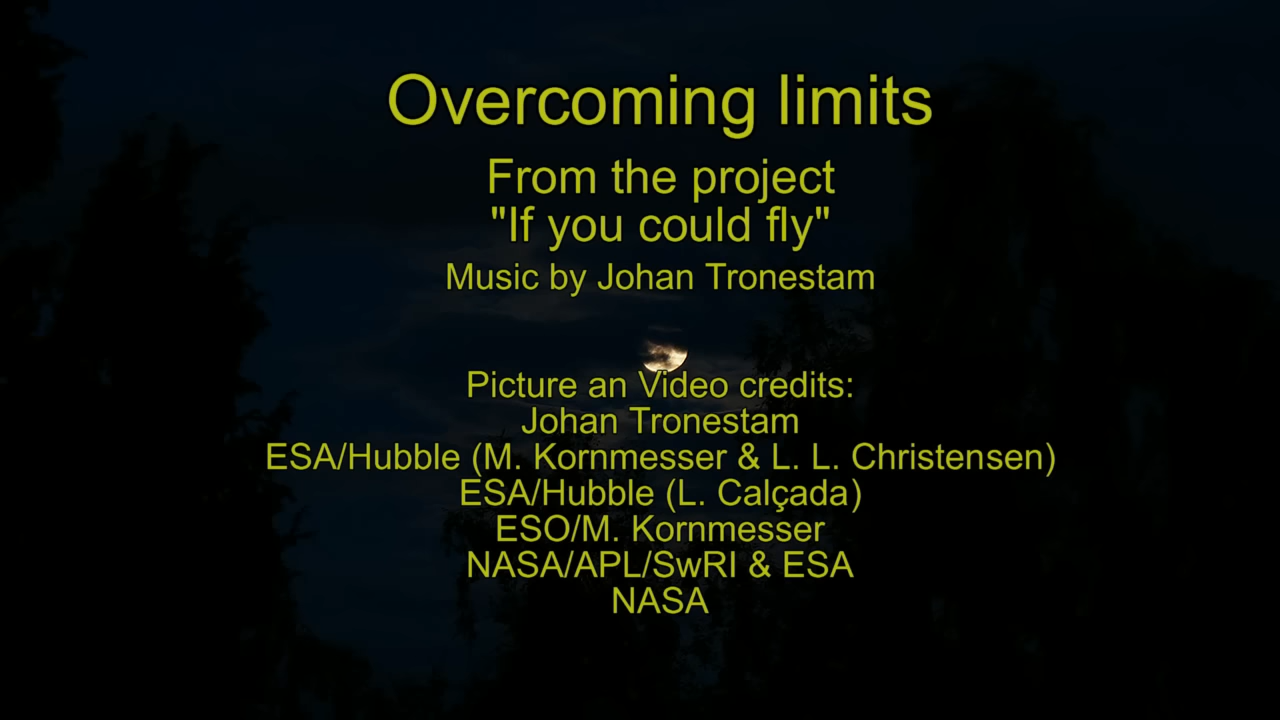 Overcoming limits
From the project
"If you could fly"
Music by Johan Tronestam
Picture an Video credits:
Johan Tronestam
ESA/Hubble (M. Kornmesser & L. L. Christensen)
ESA/Hubble (L. Calçada)
ESO/M. Kornmesser
NASA/APL/SwRI & ESA
NASA